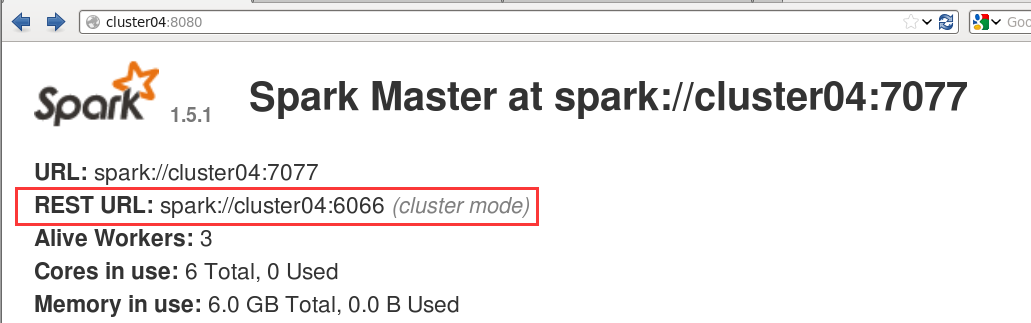 cluster04:8080
Goo
Spark 1.5.1 Spark Master at spark://cluster04:7077
URL: spark://cluster04:7077
REST URL: spark://cluster04:6066 (cluster mode)
Alive Workers: 3
Cores in use: 6 Total, 0 Used
Memory in use: 6.0 GB Total, 0.0 B Used